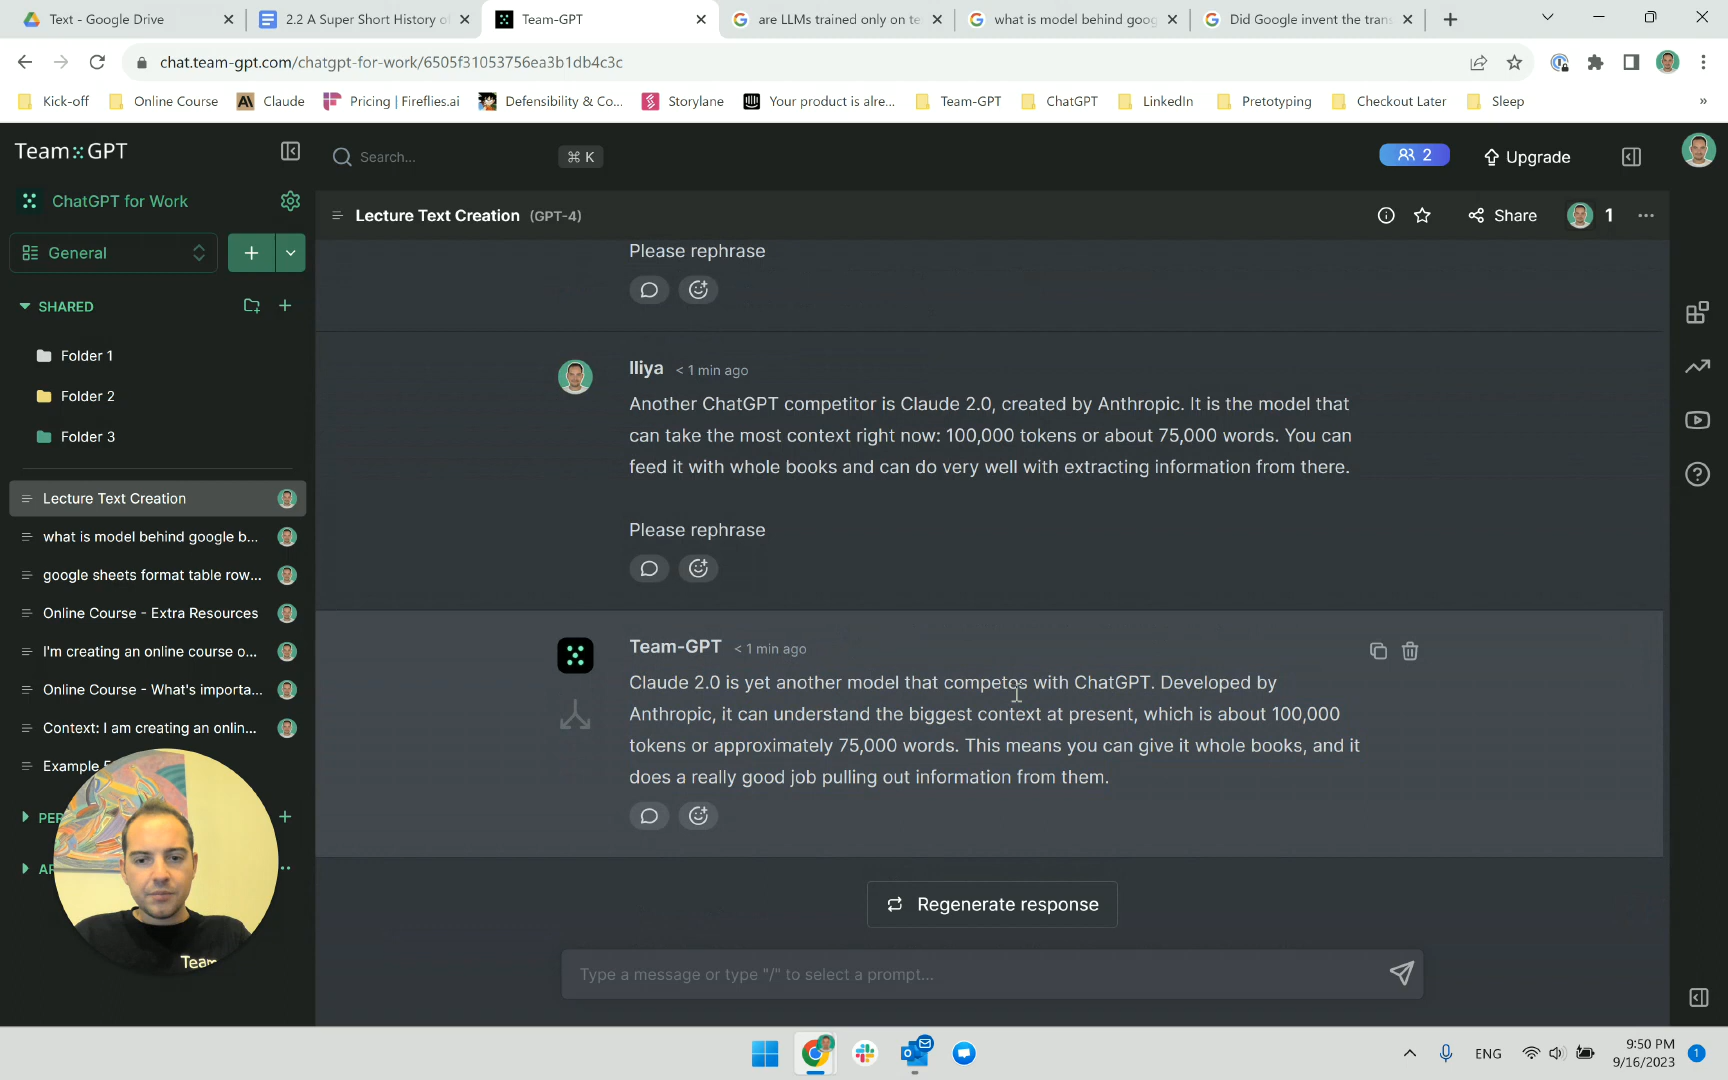 Text - Google Drive
2.2 A Super Short History of
Team-GPT
are LLMs trained only on te
what is model behind goog
Did Google invent the trans
chat.team-gpt.com/chatgpt-for-work/6505f31053756ea3b1db4c3c
Kick-off
Online Course
Claude
Pricing | Fireflies.ai
Defensibility & Co...
Storylane
Your product is alre...
Team-GPT
ChatGPT
LinkedIn
Pretotyping
Checkout Later
Sleep
»
Team GPT
Search...
⌘ K
2
Upgrade
ChatGPT for Work
Lecture Text Creation (GPT-4)
Share
1
General
SHARED
Folder 1
Folder 2
Folder 3
Lecture Text Creation
what is model behind google b...
google sheets format table row...
Online Course - Extra Resources
I'm creating an online course o...
Online Course - What's importa...
Context: I am creating an onlin...
Example
PER
AR
Team
Please rephrase
Iliya < 1 min ago
Another ChatGPT competitor is Claude 2.0, created by Anthropic. It is the model that
can take the most context right now: 100,000 tokens or about 75,000 words. You can
feed it with whole books and can do very well with extracting information from there.
Please rephrase
Team-GPT < 1 min ago
Claude 2.0 is yet another model that competes with ChatGPT. Developed by
Anthropic, it can understand the biggest context at present, which is about 100,000
tokens or approximately 75,000 words. This means you can give it whole books, and it
does a really good job pulling out information from them.
Regenerate response
Type a message or type "/" to select a prompt...
ENG
9:50 PM
9/16/2023
1